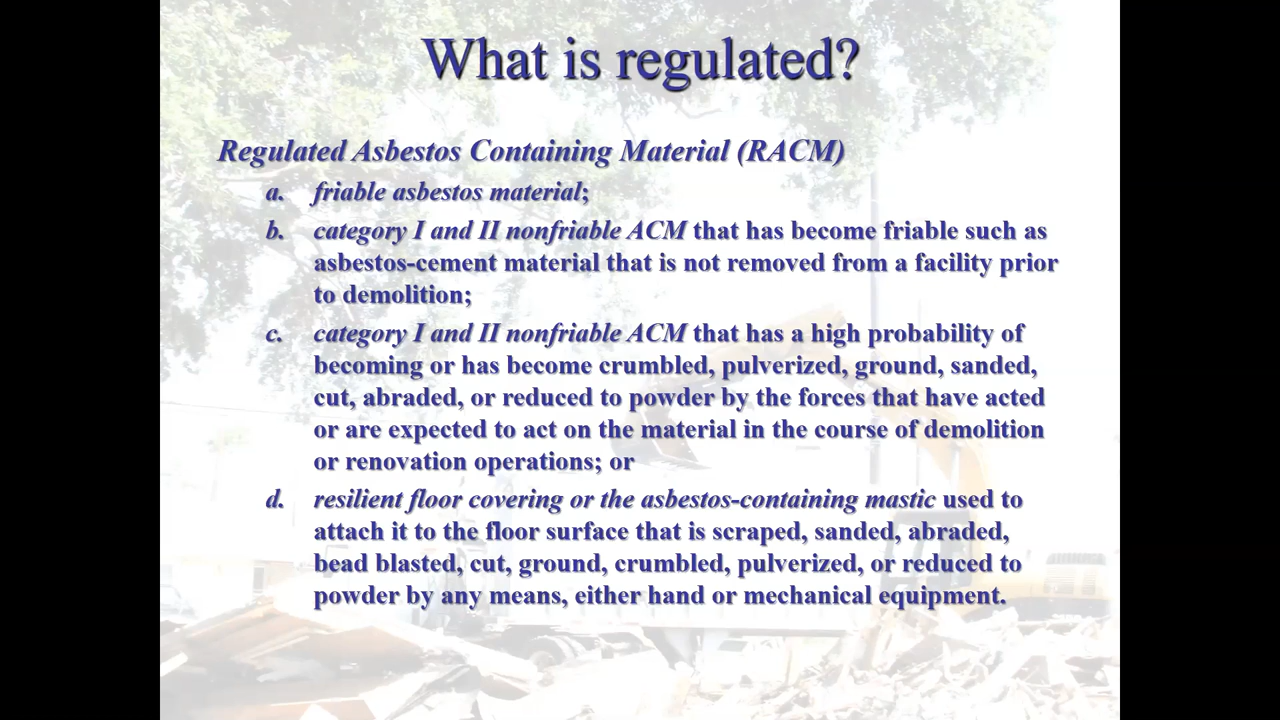 What is regulated?
Regulated Asbestos Containing Material (RACM)
a. friable asbestos material;
b. category I and II nonfriable ACM that has become friable such as
asbestos-cement material that is not removed from a facility prior
to demolition;
c. category I and II nonfriable ACM that has a high probability of
becoming or has become crumbled, pulverized, ground, sanded,
cut, abraded, or reduced to powder by the forces that have acted
or are expected to act on the material in the course of demolition
or renovation operations; or
d. resilient floor covering or the asbestos-containing mastic used to
attach it to the floor surface that is scraped, sanded, abraded,
bead blasted, cut, ground, crumbled, pulverized, or reduced to
powder by any means, either hand or mechanical equipment.